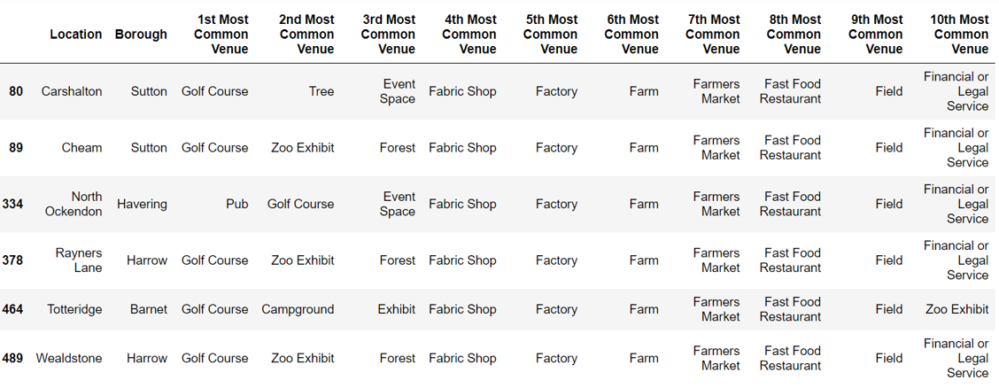 Location Borough 1st Most Common Venue 2nd Most Common Venue 3rd Most Common Venue 4th Most Common Venue 5th Most Common Venue 6th Most Common Venue 7th Most Common Venue 8th Most Common Venue 9th Most Common Venue 10th Most Common Venue
80 Carshalton Sutton Golf Course Tree Event Space Fabric Shop Factory Farm Farmers Market Fast Food Restaurant Field Financial or Legal Service
89 Cheam Sutton Golf Course Zoo Exhibit Forest Fabric Shop Factory Farm Farmers Market Fast Food Restaurant Field Financial or Legal Service
334 North Ockendon Havering Pub Golf Course Event Space Fabric Shop Factory Farm Farmers Market Fast Food Restaurant Field Financial or Legal Service
378 Rayners Lane Harrow Golf Course Zoo Exhibit Forest Fabric Shop Factory Farm Farmers Market Fast Food Restaurant Field Financial or Legal Service
464 Totteridge Barnet Golf Course Campground Exhibit Fabric Shop Factory Farm Farmers Market Fast Food Restaurant Field Zoo Exhibit
489 Wealdstone Harrow Golf Course Zoo Exhibit Forest Fabric Shop Factory Farm Farmers Market Fast Food Restaurant Field Financial or Legal Service